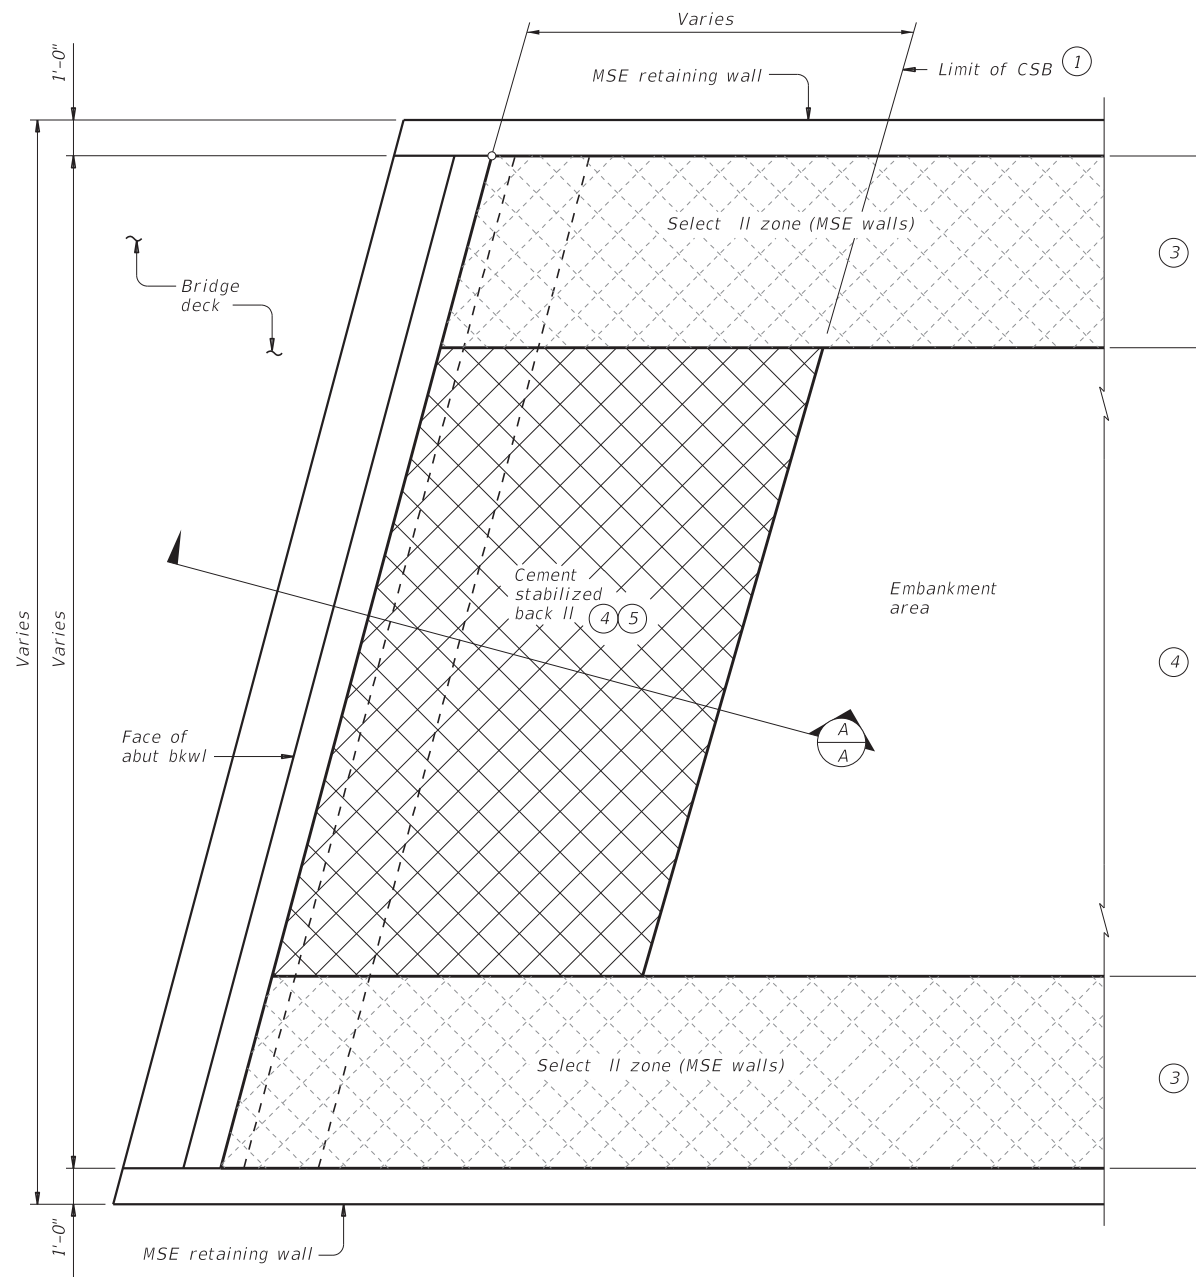 Varies
1'-0"
MSE retaining wall
Limit of CSB 1
Select ll zone (MSE walls)
3
Bridge
deck
Cement
stabilized
back ll 4 5
Embankment
area
Varies
Varies
4
A
A
Face of
abut bkwl
Select ll zone (MSE walls)
3
1'-0"
MSE retaining wall